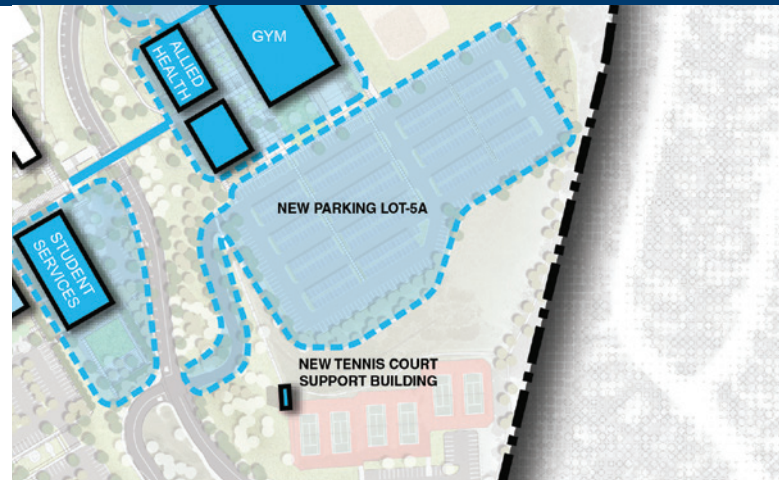 GYM
ALLIED
HEALTH
NEW PARKING LOT-5A
STUDENT
SERVICES
NEW TENNIS COURT
SUPPORT BUILDING